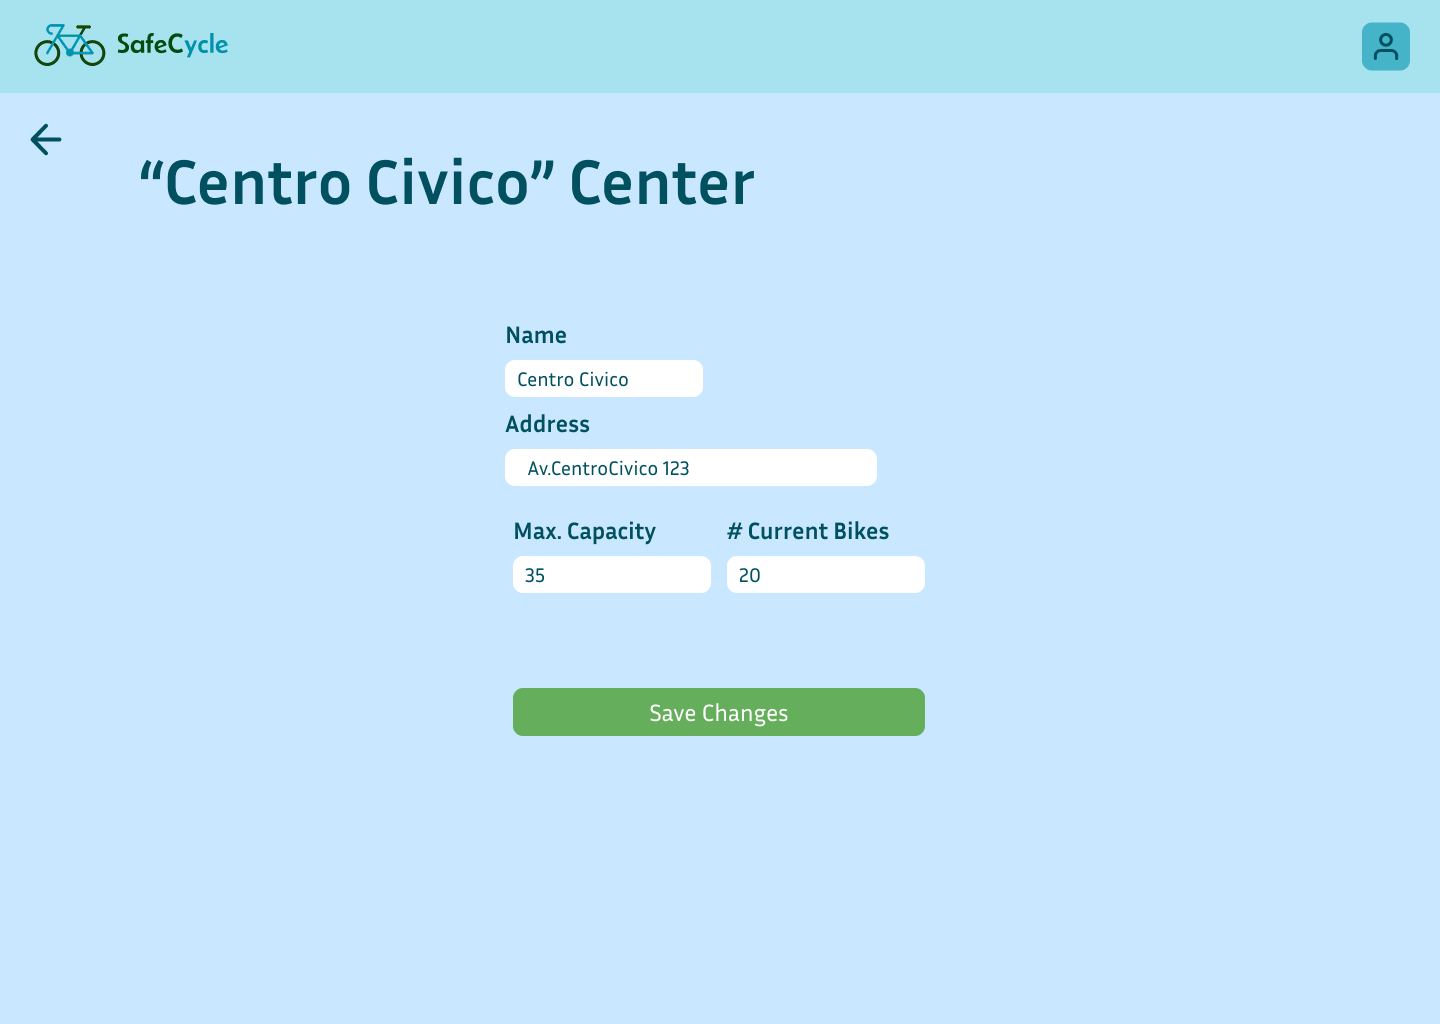 SafeCycle
“Centro Civico” Center
Name
Centro Civico
Address
Av.CentroCivico 123
Max. Capacity
# Current Bikes
35
20
Save Changes